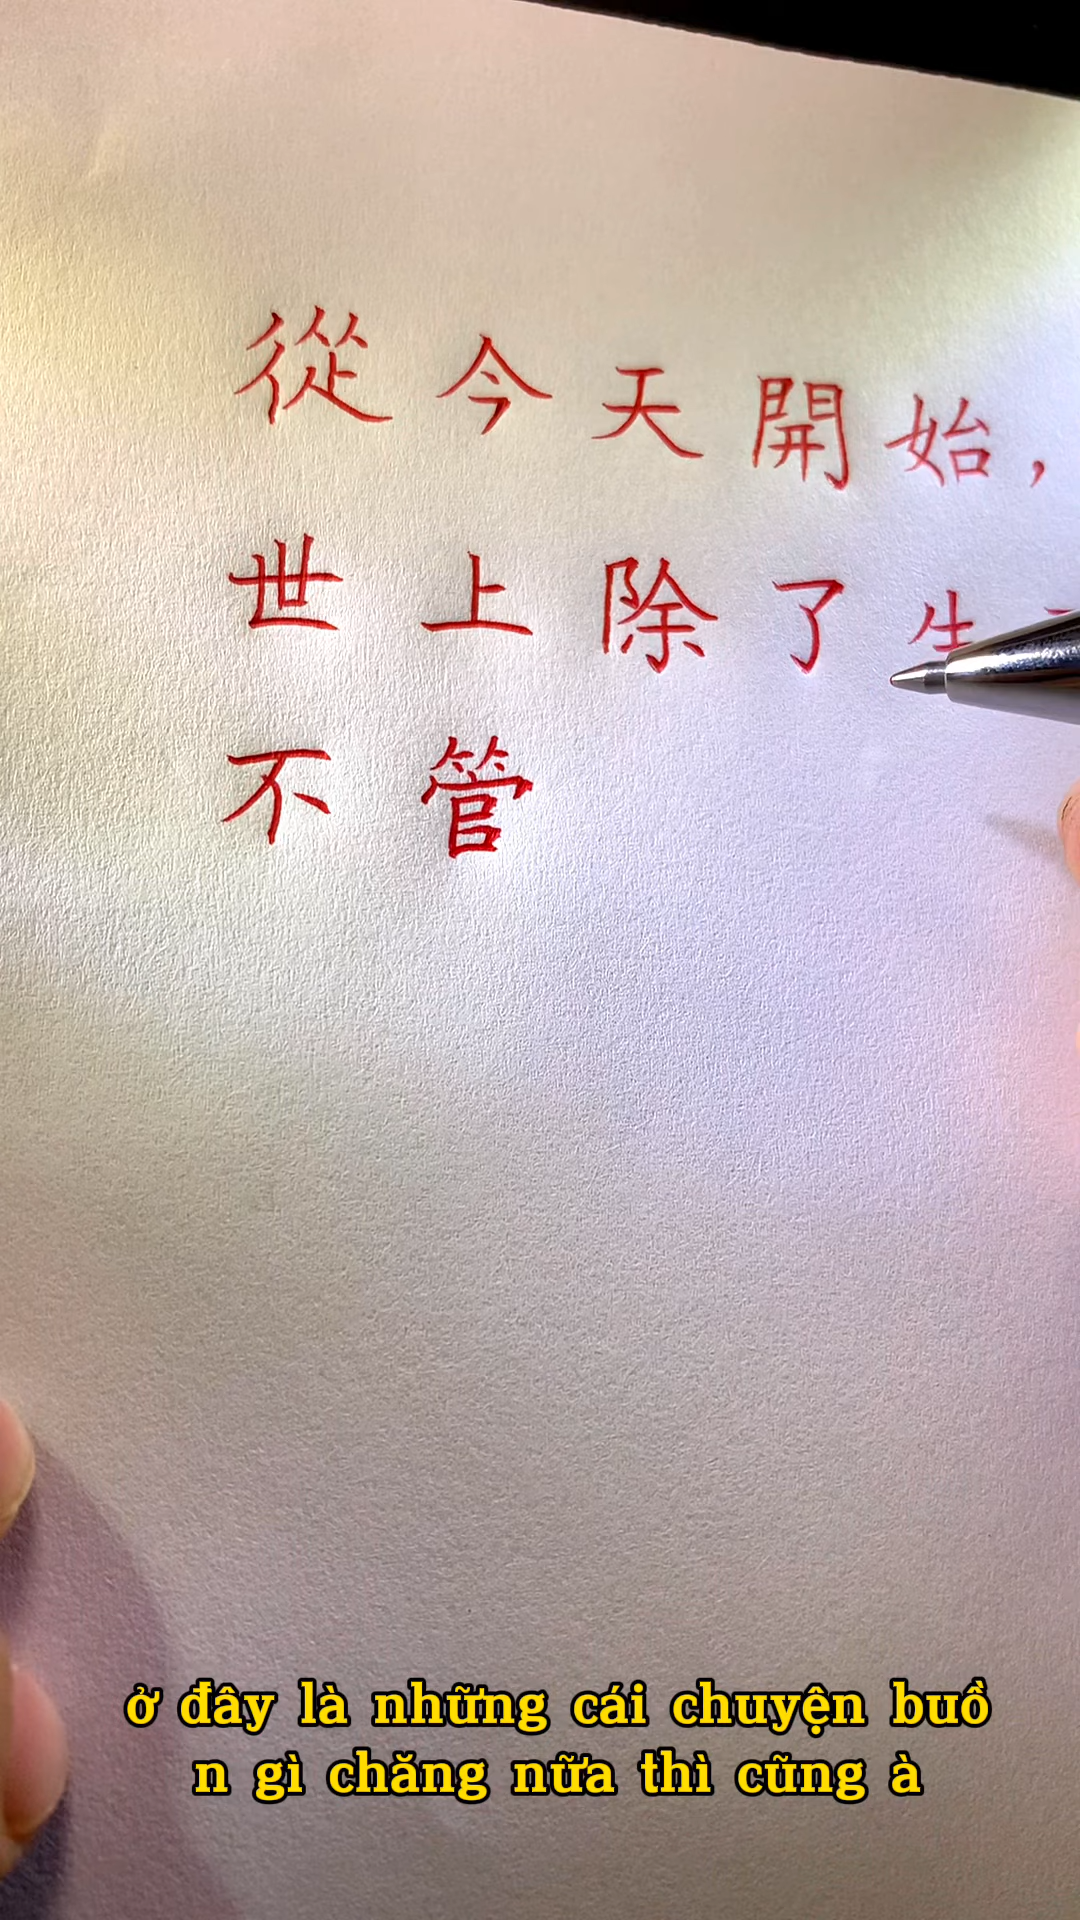 從今天開始，
世上除了生
不管
ở đây là những cái chuyện buồ
n gì chăng nữa thì cũng à